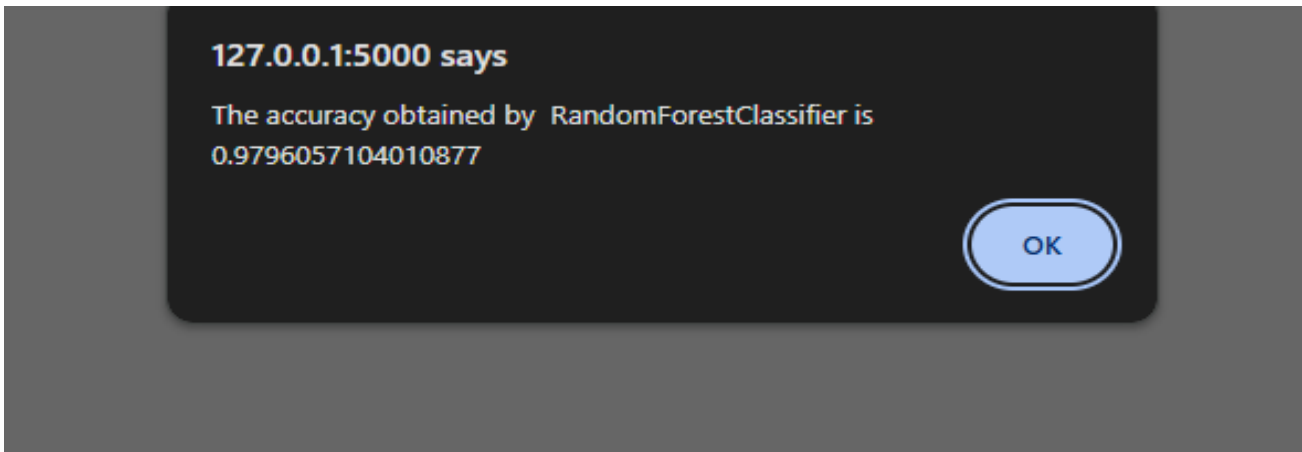 127.0.0.1:5000 says
The accuracy obtained by  RandomForestClassifier is
0.9796057104010877
OK